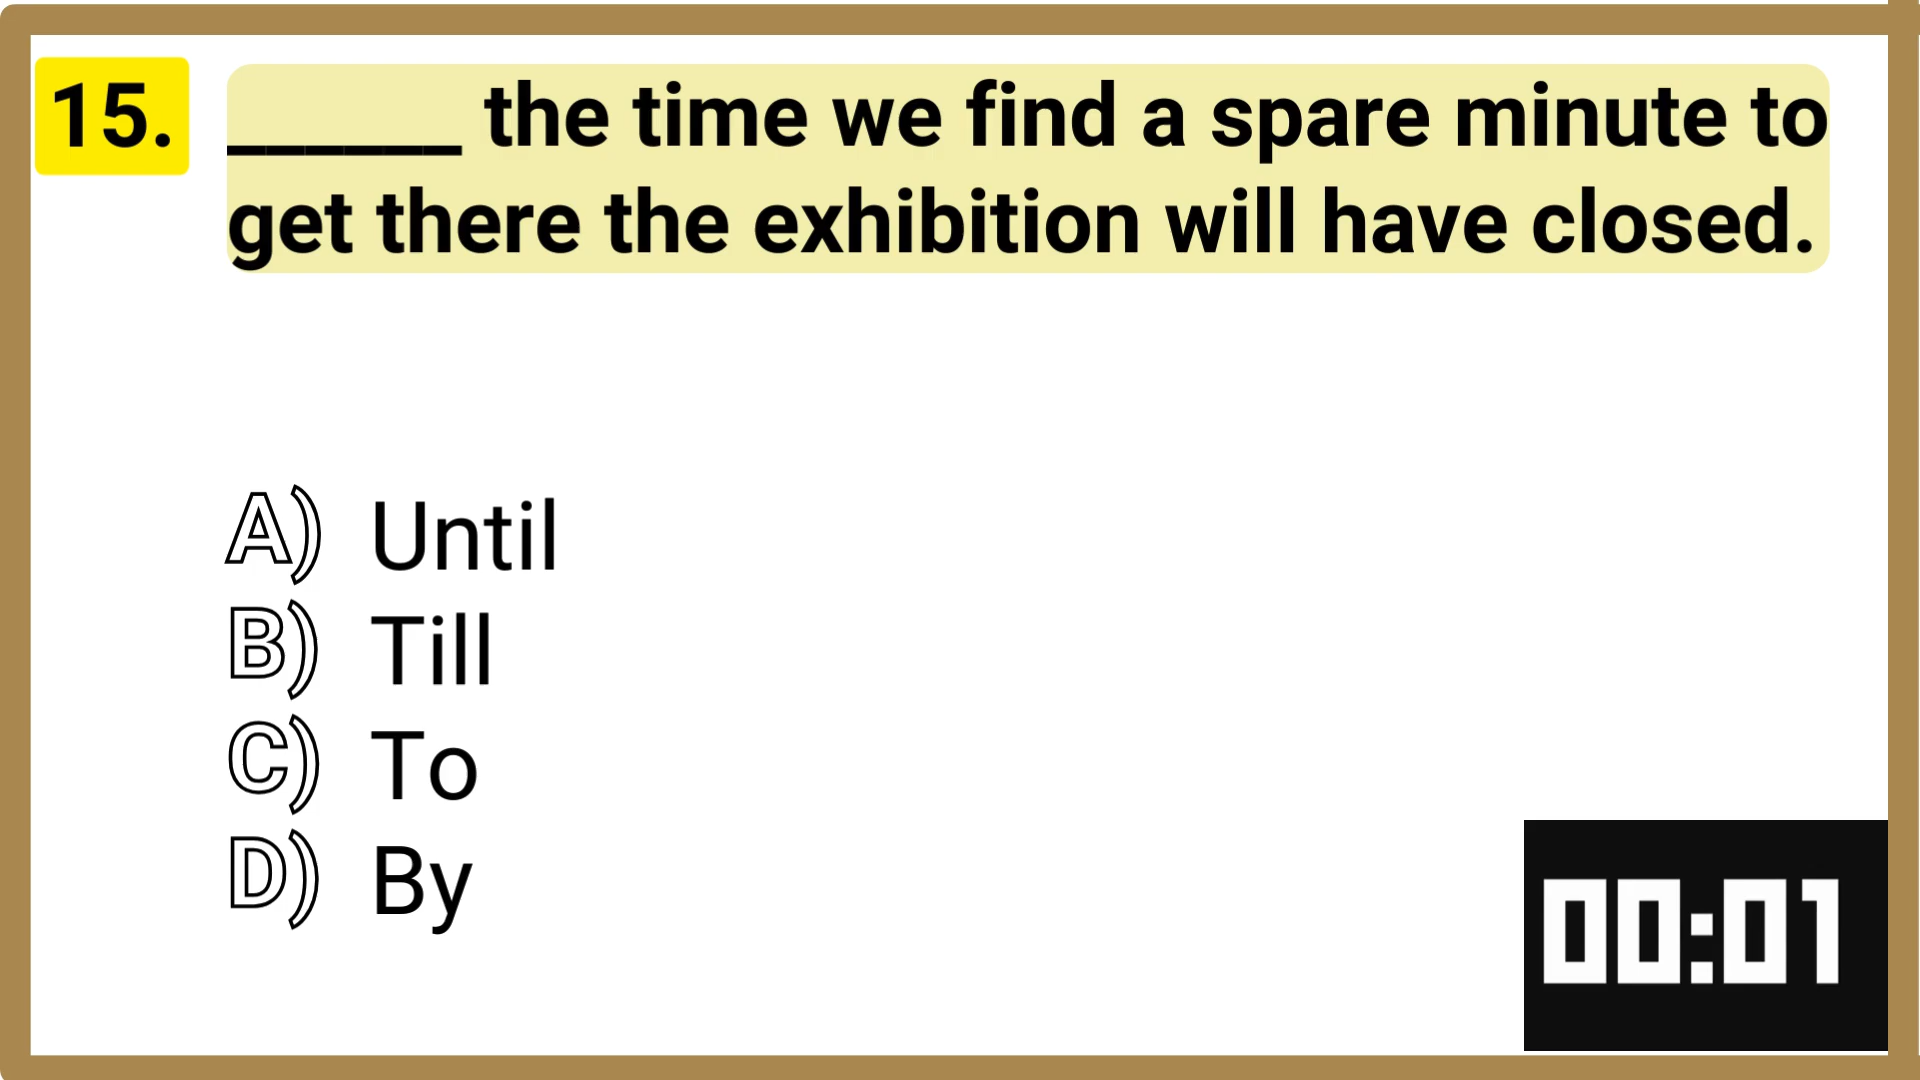 15. ______ the time we find a spare minute to
get there the exhibition will have closed.
A) Until
B) Till
C) To
D) By
00:01